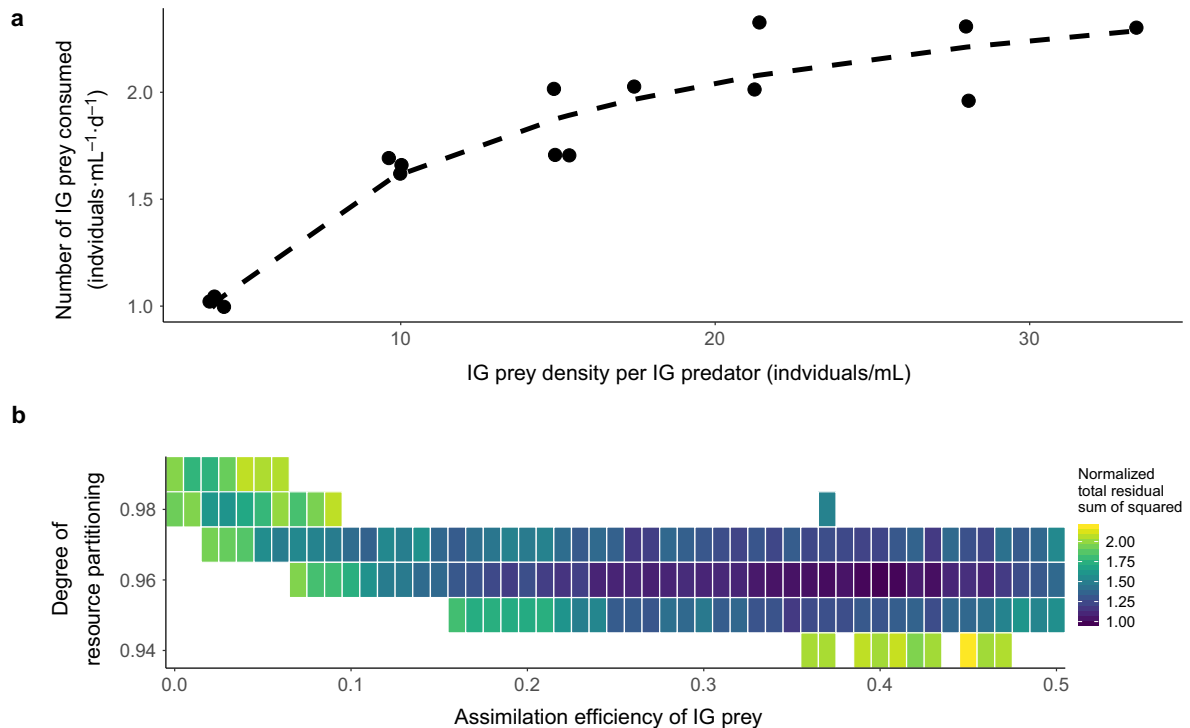 a
Number of IG prey consumed
(indviduals·mL⁻¹·d⁻¹)
2.0
1.5
1.0
10
20
30
IG prey density per IG predator (indviduals/mL)
b
Degree of
resource partitioning
0.98
0.96
0.94
0.0
0.1
0.2
0.3
0.4
0.5
Assimilation efficiency of IG prey
Normalized
total residual
sum of squared
2.00
1.75
1.50
1.25
1.00